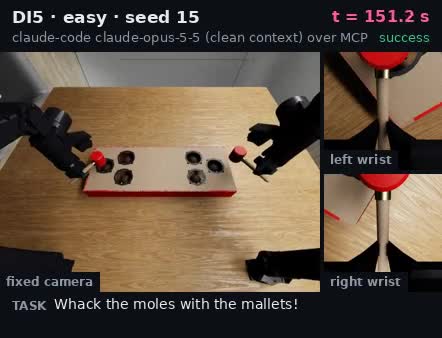 DI5 · easy · seed 15
t = 151.2 s
claude-code claude-opus-5-5 (clean context) over MCP
success
left wrist
right wrist
fixed camera
TASK Whack the moles with the mallets!